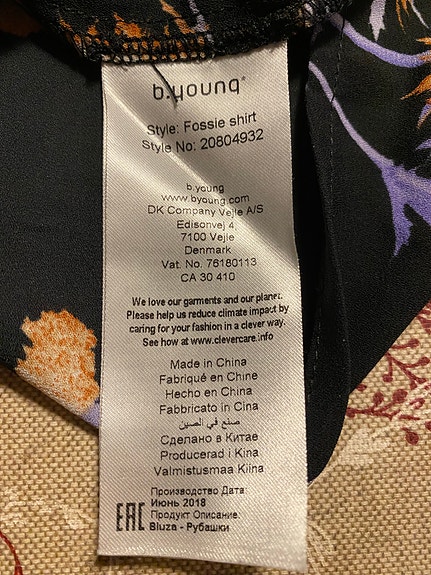 b.young®
Style: Fossie shirt
Style No: 20804932
b.young
www.byoung.com
DK Company Vejle A/S
Edisonvej 4
7100 Vejle
Denmark
Vat. No. 76180113
CA 30 410
We love our garments and our planet.
Please help us reduce climate impact by
caring for your fashion in a clever way.
See how at www.clevercare.info
Made in China
Fabriqué en Chine
Hecho en China
Fabbricato in Cina
صنع في الصين
Сделано в Китае
Producerad i Kina
Valmistusmaa Kiina
Производство Дата:
Июнь 2018
EAC Продукт Описание:
Bluza - Рубашки